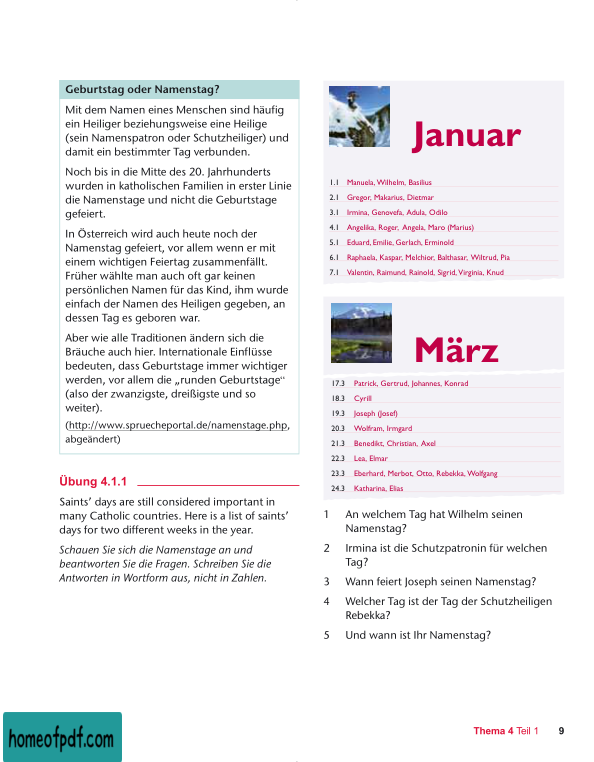 Geburtstag oder Namenstag?
Mit dem Namen eines Menschen sind häufig
ein Heiliger beziehungsweise eine Heilige
(sein Namenspatron oder Schutzheiliger) und
damit ein bestimmter Tag verbunden.
Noch bis in die Mitte des 20. Jahrhunderts
wurden in katholischen Familien in erster Linie
die Namenstage und nicht die Geburtstage
gefeiert.
In Österreich wird auch heute noch der
Namenstag gefeiert, vor allem wenn er mit
einem wichtigen Feiertag zusammenfällt.
Früher wählte man auch oft gar keinen
persönlichen Namen für das Kind, ihm wurde
einfach der Namen des Heiligen gegeben, an
dessen Tag es geboren war.
Aber wie alle Traditionen ändern sich die
Bräuche auch hier. Internationale Einflüsse
bedeuten, dass Geburtstage immer wichtiger
werden, vor allem die „runden Geburtstage“
(also der zwanzigste, dreißigste und so
weiter).
(http://www.spruecheportal.de/namenstage.php,
abgeändert)
Übung 4.1.1
Saints’ days are still considered important in
many Catholic countries. Here is a list of saints’
days for two different weeks in the year.
Schauen Sie sich die Namenstage an und
beantworten Sie die Fragen. Schreiben Sie die
Antworten in Wortform aus, nicht in Zahlen.
Januar
1.1 Manuela, Wilhelm, Basilius
2.1 Gregor, Makarius, Dietmar
3.1 Irmina, Genovefa, Adula, Odilo
4.1 Angelika, Roger, Angela, Maro (Marius)
5.1 Eduard, Emilie, Gerlach, Erminold
6.1 Raphaela, Kaspar, Melchior, Balthasar, Wiltrud, Pia
7.1 Valentin, Raimund, Rainold, Sigrid, Virginia, Knud
März
17.3 Patrick, Gertrud, Johannes, Konrad
18.3 Cyrill
19.3 Joseph (Josef)
20.3 Wolfram, Irmgard
21.3 Benedikt, Christian, Axel
22.3 Lea, Elmar
23.3 Eberhard, Merbot, Otto, Rebekka, Wolfgang
24.3 Katharina, Elias
1 An welchem Tag hat Wilhelm seinen
Namenstag?
2 Irmina ist die Schutzpatronin für welchen
Tag?
3 Wann feiert Joseph seinen Namenstag?
4 Welcher Tag ist der Tag der Schutzheiligen
Rebekka?
5 Und wann ist Ihr Namenstag?
Thema 4 Teil 1 9
homeofpdf.com